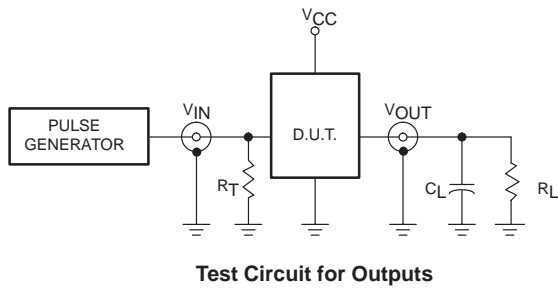 VCC
PULSE
GENERATOR
VIN
D.U.T.
VOUT
RT
CL
RL
Test Circuit for Outputs